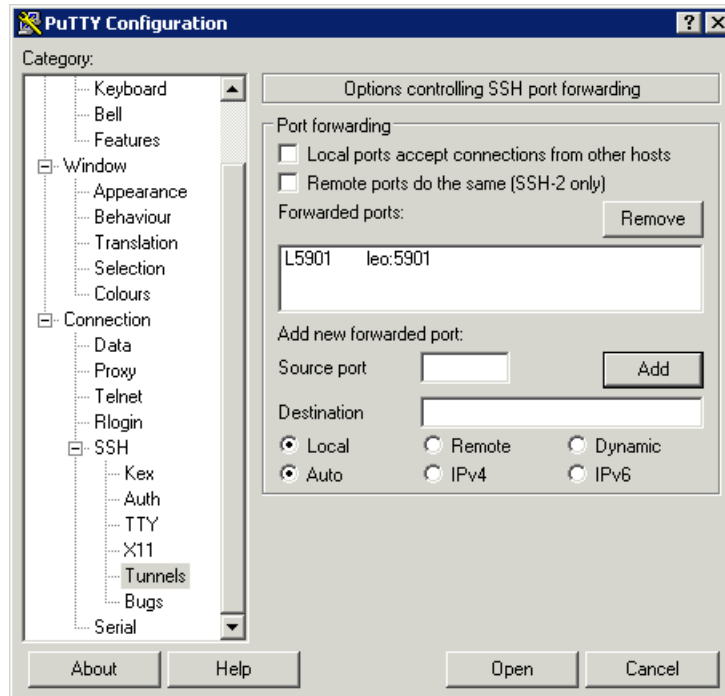 PuTTY Configuration
Category:
Keyboard
Bell
Features
Window
Appearance
Behaviour
Translation
Selection
Colours
Connection
Data
Proxy
Telnet
Rlogin
SSH
Kex
Auth
TTY
X11
Tunnels
Bugs
Serial
Options controlling SSH port forwarding
Port forwarding
Local ports accept connections from other hosts
Remote ports do the same (SSH-2 only)
Forwarded ports:
Remove
L5901 leo:5901
Add new forwarded port:
Source port
Add
Destination
Local Remote Dynamic
Auto IPv4 IPv6
About Help Open Cancel